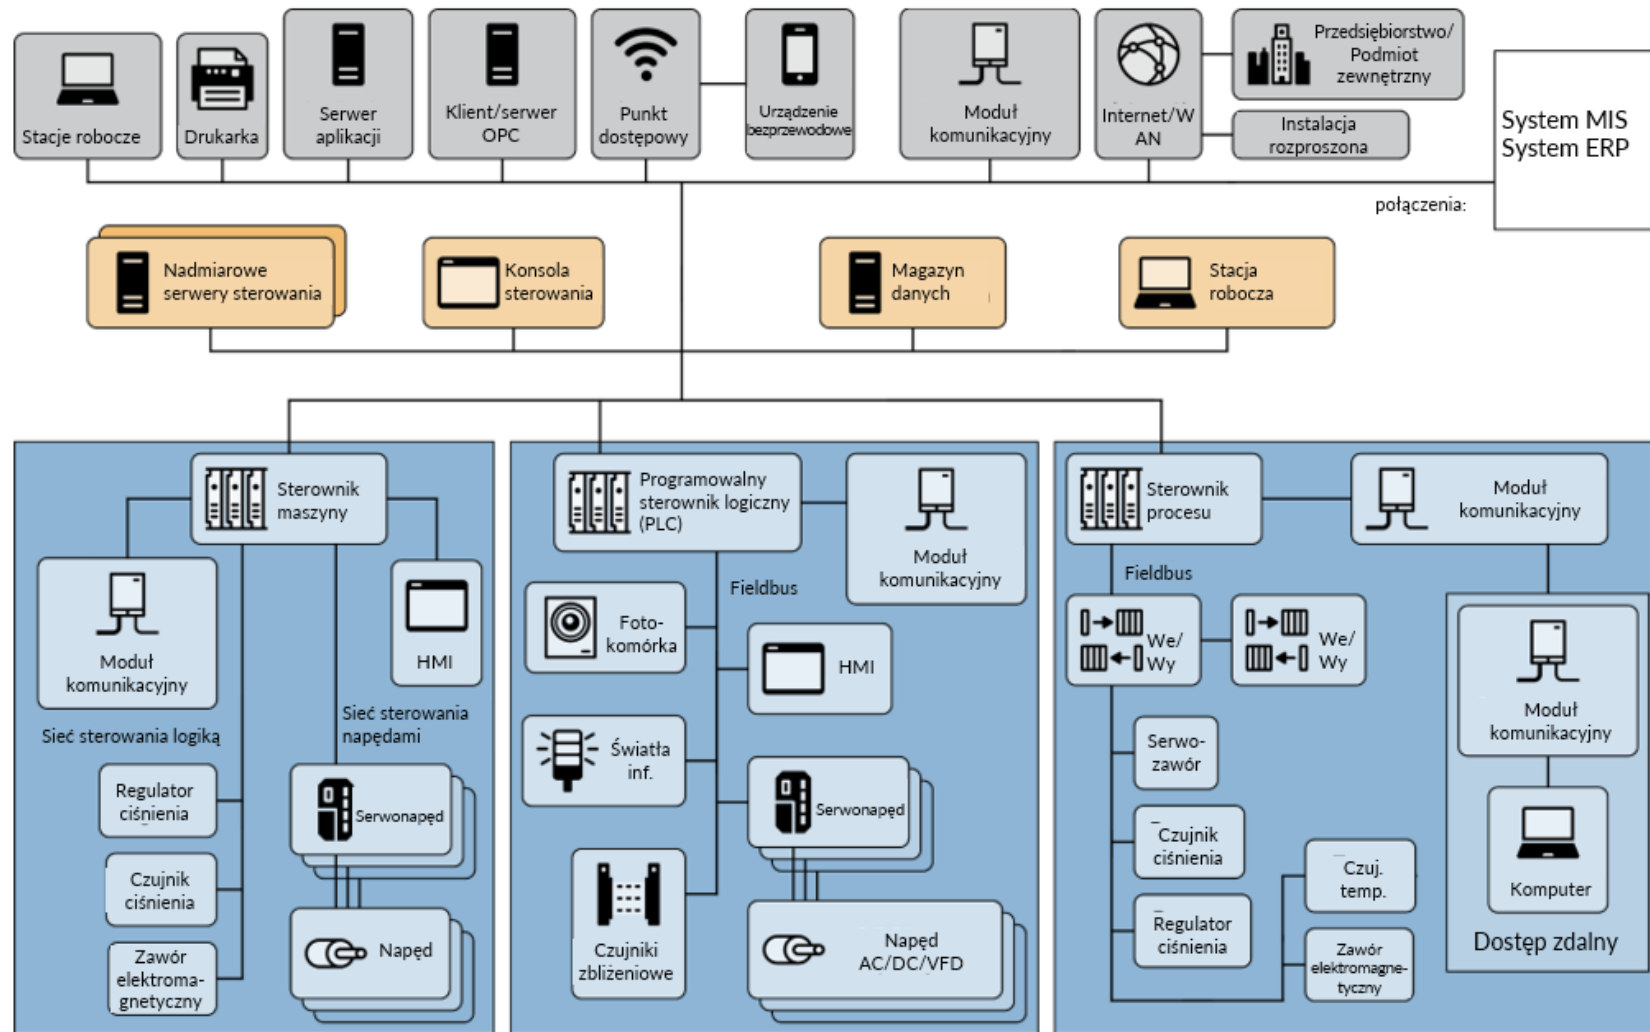 Stacje robocze
Drukarka
Serwer
aplikacji
Klient/serwer
OPC
Punkt
dostępowy
Urządzenie
bezprzewodowe
Moduł
komunikacyjny
Internet/W
AN
Przedsiębiorstwo/
Podmiot
zewnętrzny
Instalacja
rozproszona
System MIS
System ERP
połączenia:
Nadmiarowe
serwery sterowania
Konsola
sterowania
Magazyn
danych
Stacja
robocza
Sterownik
maszyny
Moduł
komunikacyjny
HMI
Sieć sterowania logiką
Sieć sterowania
napędami
Regulator
ciśnienia
Czujnik
ciśnienia
Zawór
elektroma-
gnetyczny
Serwonapęd
Napęd
Programowalny
sterownik logiczny
(PLC)
Moduł
komunikacyjny
Fieldbus
Foto-
komórka
HMI
Światła
inf.
Serwonapęd
Czujniki
zbliżeniowe
Napęd
AC/DC/VFD
Sterownik
procesu
Moduł
komunikacyjny
Fieldbus
We/
Wy
We/
Wy
Serwo-
zawór
Czujnik
ciśnienia
Regulator
ciśnienia
Czuj.
temp.
Zawór
elektromagne-
tyczny
Moduł
komunikacyjny
Komputer
Dostęp zdalny